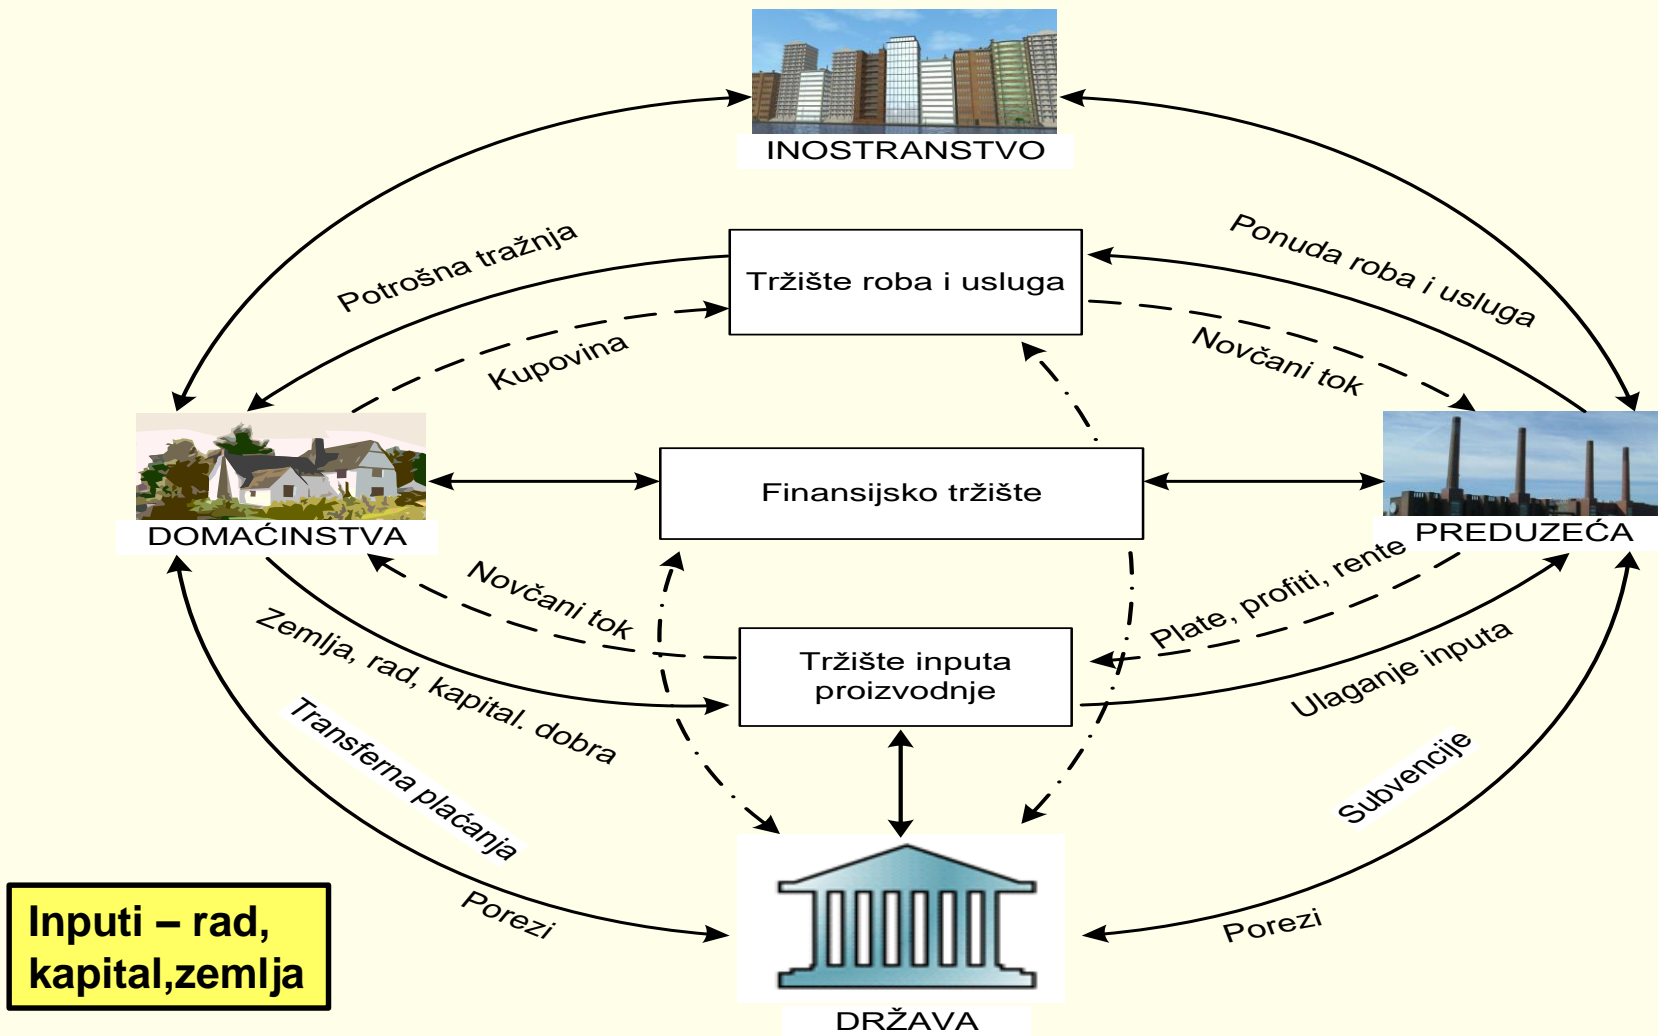 INOSTRANSTVO
Potrošna tražnja
Tržište roba i usluga
Ponuda roba i usluga
Kupovina
Novčani tok
Finansijsko tržište
DOMAĆINSTVA
PREDUZEĆA
Novčani tok
Plate, profiti, rente
Zemlja, rad, kapital. dobra
Tržište inputa
proizvodnje
Ulaganje inputa
Transferna plaćanja
Subvencije
Porezi
Porezi
Inputi – rad,
kapital,zemlja
DRŽAVA